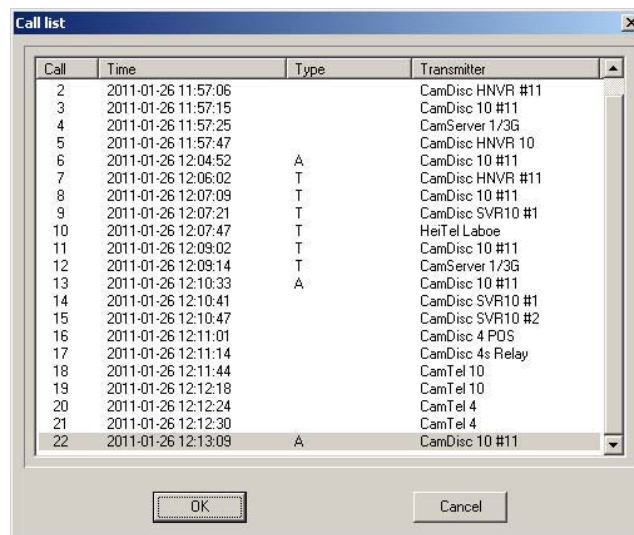 Call list
Call Time Type Transmitter
2 2011-01-26 11:57:06 CamDisc HNVR #11
3 2011-01-26 11:57:15 CamDisc 10 #11
4 2011-01-26 11:57:25 CamServer 1/3G
5 2011-01-26 11:57:47 CamDisc HNVR 10
6 2011-01-26 12:04:52 A CamDisc 10 #11
7 2011-01-26 12:06:02 T CamDisc HNVR #11
8 2011-01-26 12:07:09 T CamDisc 10 #11
9 2011-01-26 12:07:21 T CamDisc SVR10 #1
10 2011-01-26 12:07:47 T HeiTel Laboe
11 2011-01-26 12:09:02 T CamDisc 10 #11
12 2011-01-26 12:09:14 T CamServer 1/3G
13 2011-01-26 12:10:33 A CamDisc 10 #11
14 2011-01-26 12:10:41 CamDisc SVR10 #1
15 2011-01-26 12:10:47 CamDisc SVR10 #2
16 2011-01-26 12:11:01 CamDisc 4 POS
17 2011-01-26 12:11:14 CamDisc 4s Relay
18 2011-01-26 12:11:44 CamTel 10
19 2011-01-26 12:12:18 CamTel 10
20 2011-01-26 12:12:24 CamTel 4
21 2011-01-26 12:12:30 CamTel 4
22 2011-01-26 12:13:09 A CamDisc 10 #11
OK Cancel